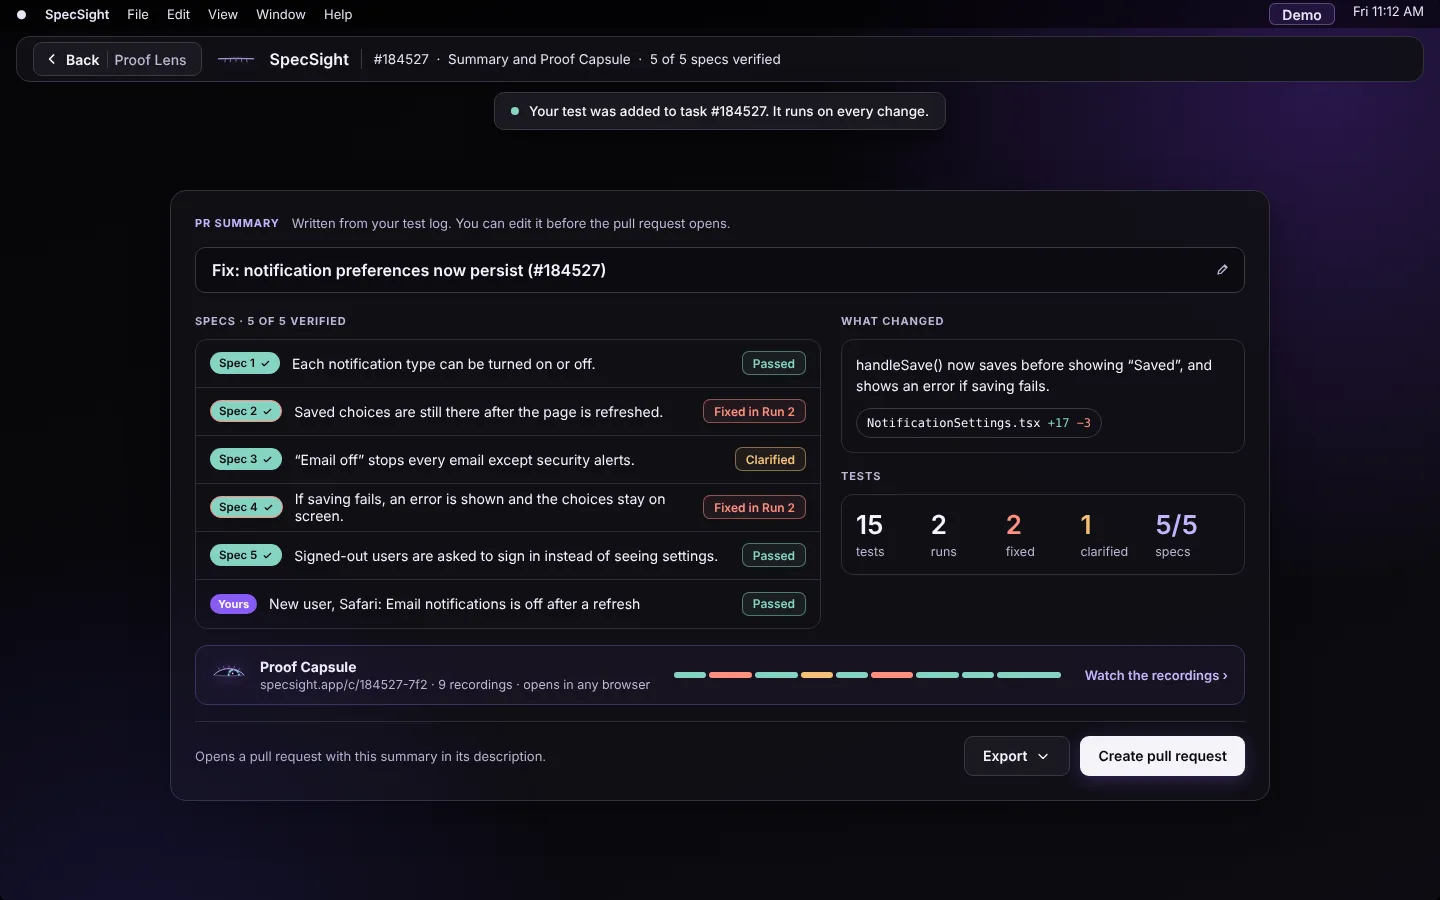 SpecSight File Edit View Window Help Demo Fri 11:12 AM
Back Proof Lens SpecSight #184527 · Summary and Proof Capsule · 5 of 5 specs verified
Your test was added to task #184527. It runs on every change.
PR SUMMARY Written from your test log. You can edit it before the pull request opens.
Fix: notification preferences now persist (#184527)
SPECS · 5 OF 5 VERIFIED
Spec 1 ✓ Each notification type can be turned on or off. Passed
Spec 2 ✓ Saved choices are still there after the page is refreshed. Fixed in Run 2
Spec 3 ✓ “Email off” stops every email except security alerts. Clarified
Spec 4 ✓ If saving fails, an error is shown and the choices stay on
screen. Fixed in Run 2
Spec 5 ✓ Signed-out users are asked to sign in instead of seeing settings. Passed
Yours New user, Safari: Email notifications is off after a refresh Passed
WHAT CHANGED
handleSave() now saves before showing “Saved”, and
shows an error if saving fails.
NotificationSettings.tsx +17 −3
TESTS
15 2 2 1 5/5
tests runs fixed clarified specs
Proof Capsule
specsight.app/c/184527-7f2 · 9 recordings · opens in any browser
Watch the recordings ›
Opens a pull request with this summary in its description.
Export Create pull request